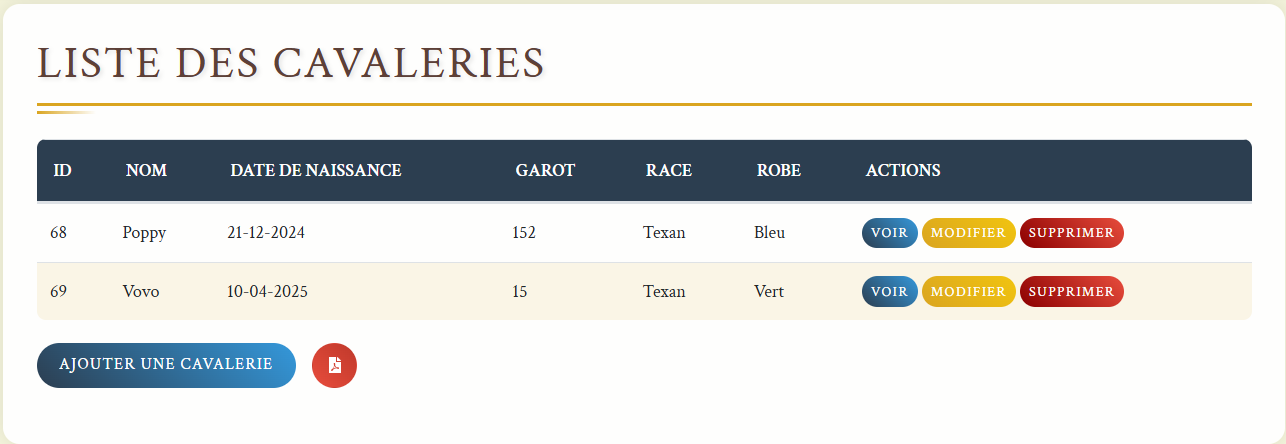 LISTE DES CAVALERIES
ID NOM DATE DE NAISSANCE GAROT RACE ROBE ACTIONS
68 Poppy 21-12-2024 152 Texan Bleu VOIR MODIFIER SUPPRIMER
69 Vovo 10-04-2025 15 Texan Vert VOIR MODIFIER SUPPRIMER
AJOUTER UNE CAVALERIE